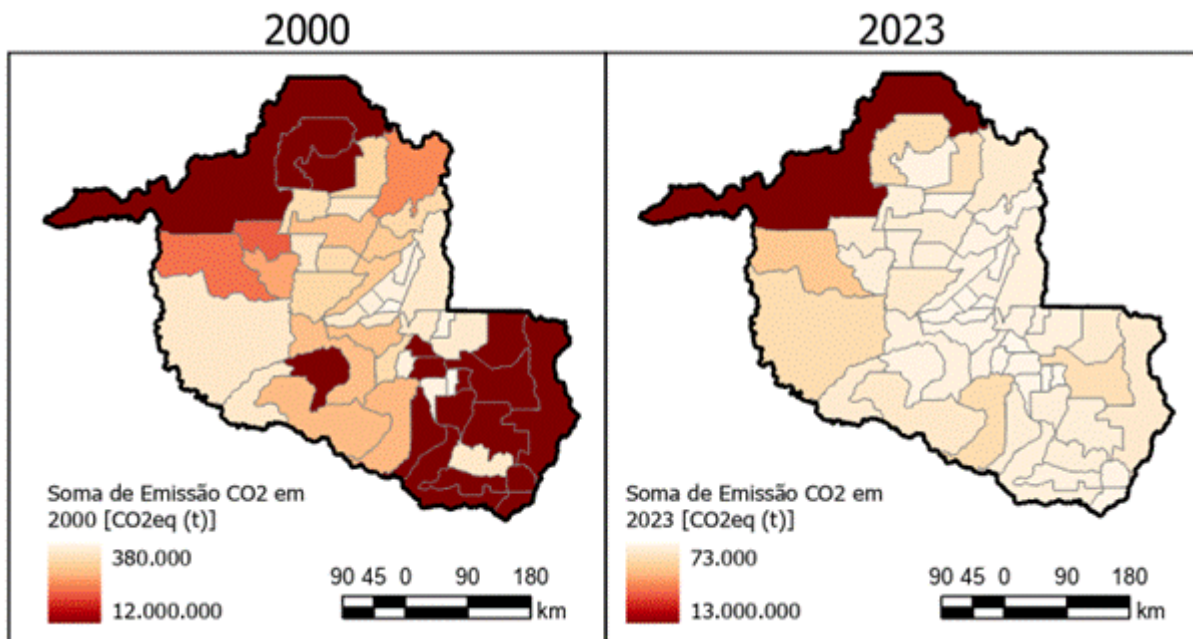 2000
2023
Soma de Emissão CO2 em
2000 [CO2eq (t)]
380.000
12.000.000
90 45 0 90 180
km
Soma de Emissão CO2 em
2023 [CO2eq (t)]
73.000
13.000.000
90 45 0 90 180
km